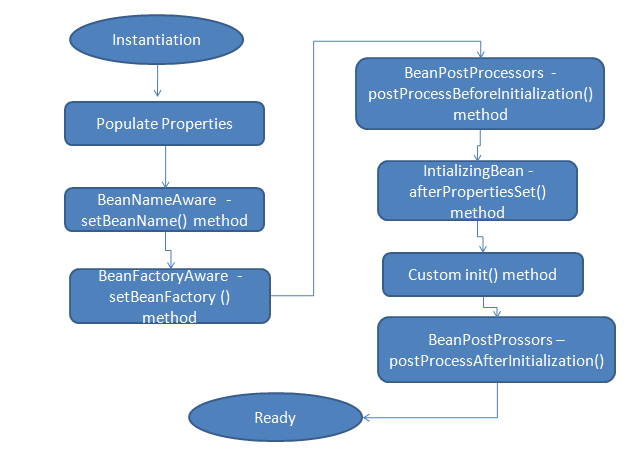 Instantiation
Populate Properties
BeanNameAware -
setBeanName() method
BeanFactoryAware -
setBeanFactory ()
method
BeanPostProcessors -
postProcessBeforeInitialization()
method
IntializingBean -
afterPropertiesSet()
method
Custom init() method
BeanPostProssors –
postProcessAfterInitialization()
Ready